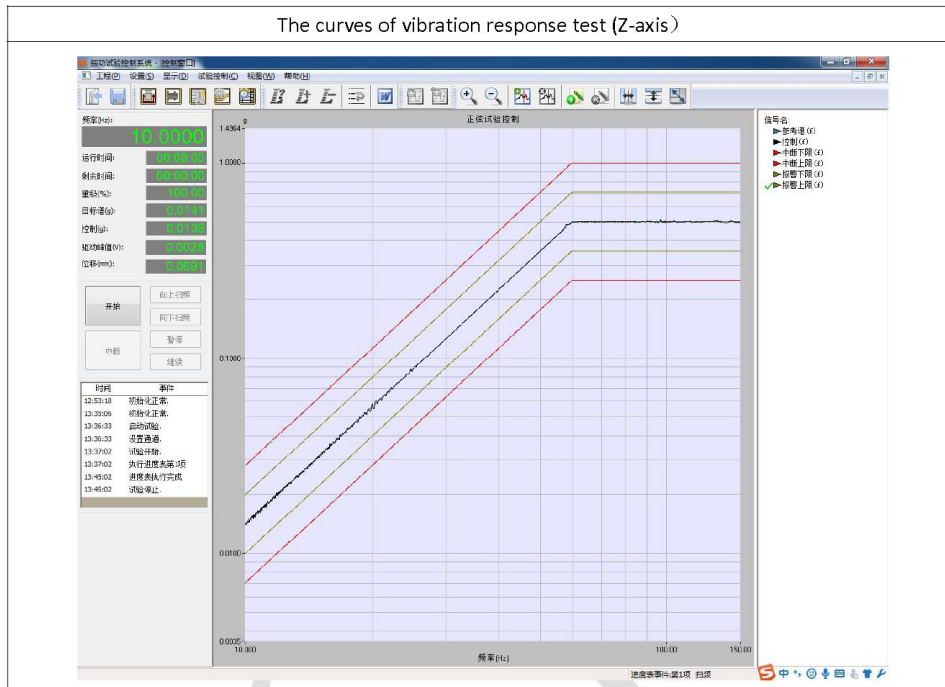 The curves of vibration response test (Z-axis）
振动试验控制系统 - [控制窗口]
工程(P) 设置(S) 显示(D) 试验控制(C) 视图(W) 帮助(H)
频率(Hz):
10.0000
运行时间: 00:08:00
剩余时间: 00:00:00
量级(%): 100.00
目标谱(g): 0.0141
控制(g): 0.0139
驱动峰值(V): 0.0025
位移(mm): 0.0691
开始
向上扫频
向下扫频
中断
暂停
继续
时间 事件
12:53:18 初始化正常.
13:35:06 初始化正常.
13:36:33 启动试验.
13:36:33 设置通道.
13:37:02 试验开始.
13:37:02 执行进度表第1项
13:45:02 进度表执行完成
13:45:02 试验停止.
正弦试验控制
g
1.4964
1.0000
0.1000
0.0100
0.0035
10.000
100.00
150.00
频率(Hz)
信号名
参考谱(f)
控制(f)
中断下限(f)
中断上限(f)
报警下限(f)
报警上限(f)
进度表事件:第1项 扫频
中